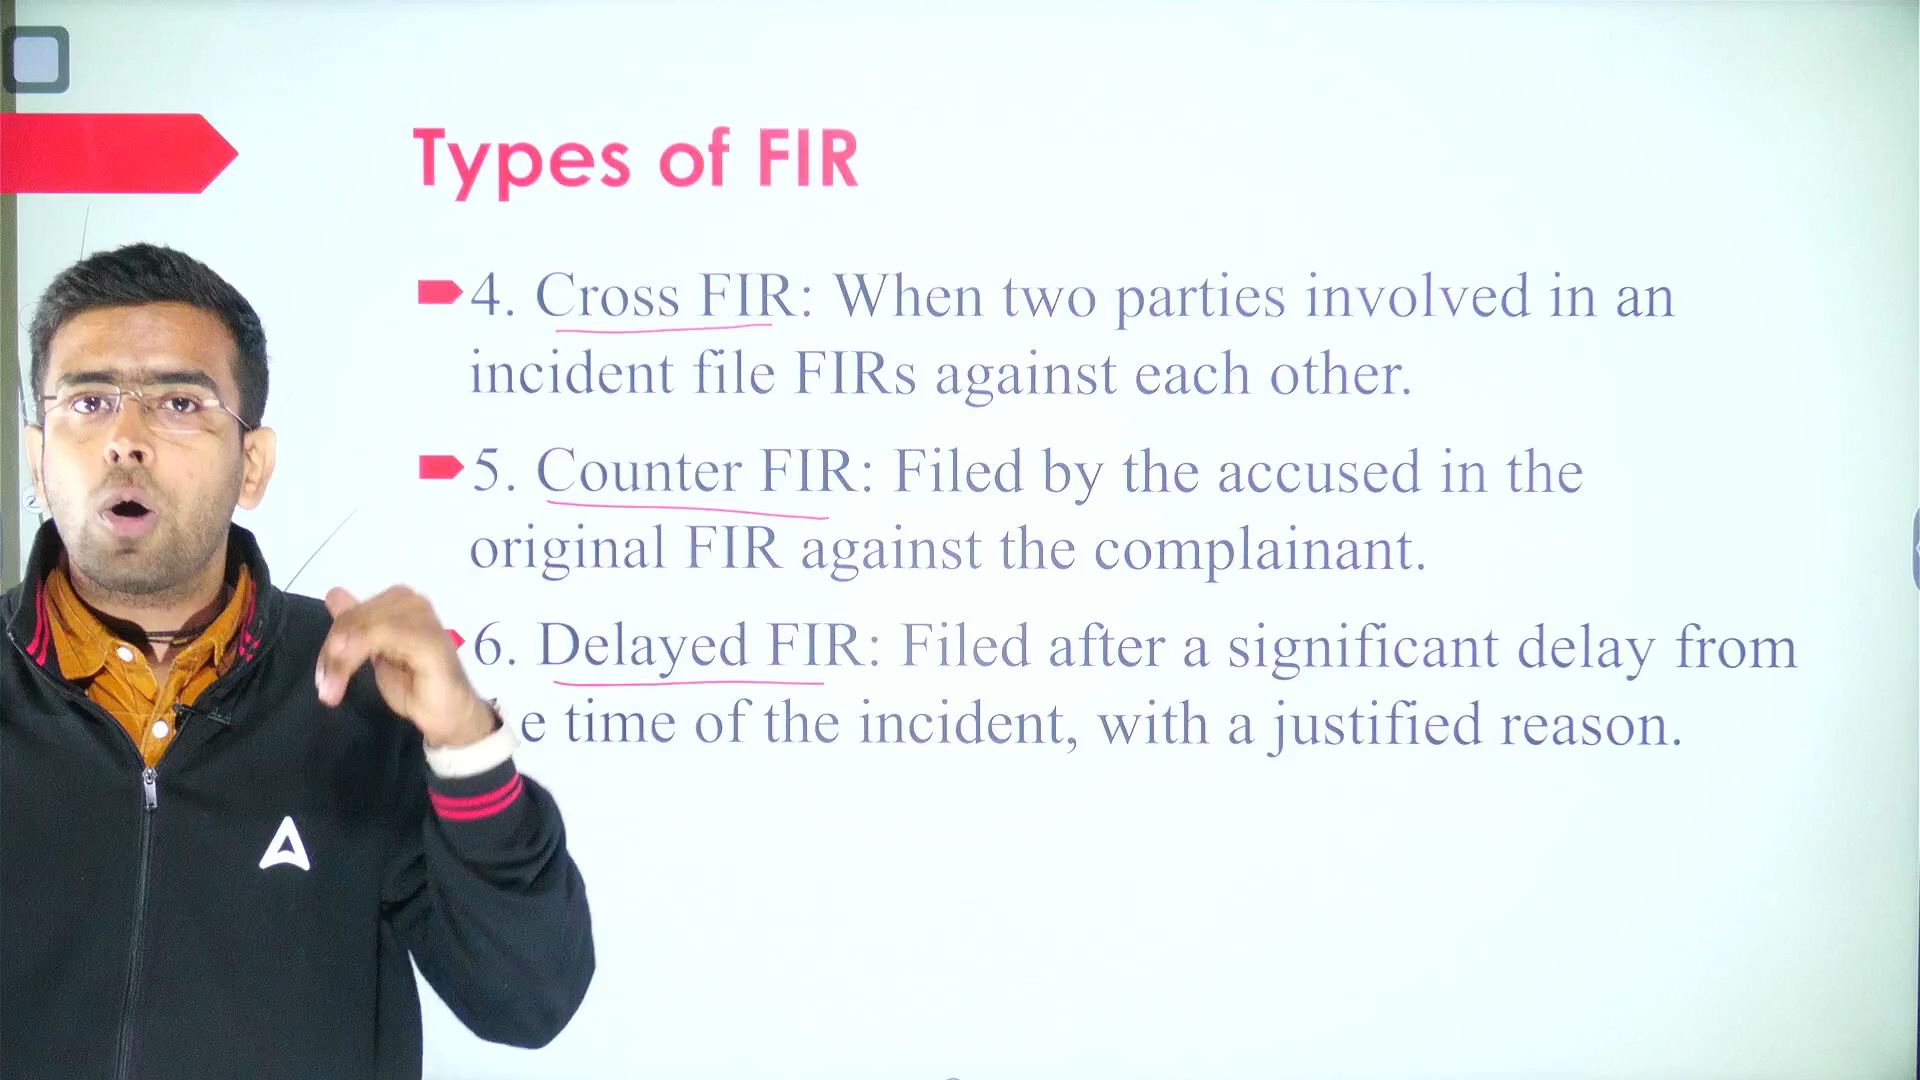 Types of FIR
4. Cross FIR: When two parties involved in an
incident file FIRs against each other.
5. Counter FIR: Filed by the accused in the
original FIR against the complainant.
6. Delayed FIR: Filed after a significant delay from
e time of the incident, with a justified reason.